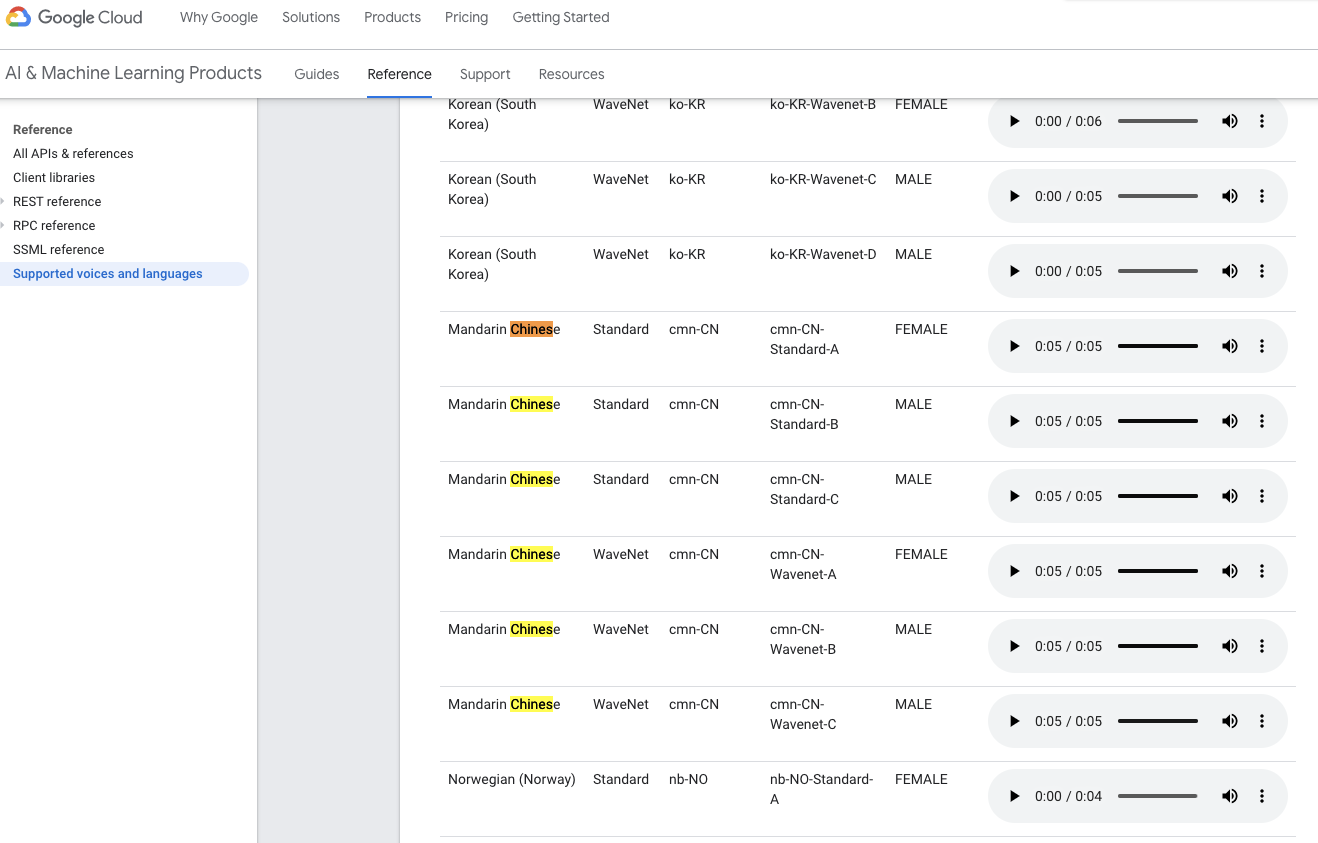 Google Cloud Why Google Solutions Products Pricing Getting Started
AI & Machine Learning Products Guides Reference Support Resources
Reference
All APIs & references
Client libraries
REST reference
RPC reference
SSML reference
Supported voices and languages
Korean (South WaveNet ko-KR ko-KR-Wavenet-B FEMALE
Korea)
0:00 / 0:06
Korean (South WaveNet ko-KR ko-KR-Wavenet-C MALE
Korea)
0:00 / 0:05
Korean (South WaveNet ko-KR ko-KR-Wavenet-D MALE
Korea)
0:00 / 0:05
Mandarin Chinese Standard cmn-CN cmn-CN- FEMALE
Standard-A
0:05 / 0:05
Mandarin Chinese Standard cmn-CN cmn-CN- MALE
Standard-B
0:05 / 0:05
Mandarin Chinese Standard cmn-CN cmn-CN- MALE
Standard-C
0:05 / 0:05
Mandarin Chinese WaveNet cmn-CN cmn-CN- FEMALE
Wavenet-A
0:05 / 0:05
Mandarin Chinese WaveNet cmn-CN cmn-CN- MALE
Wavenet-B
0:05 / 0:05
Mandarin Chinese WaveNet cmn-CN cmn-CN- MALE
Wavenet-C
0:05 / 0:05
Norwegian (Norway) Standard nb-NO nb-NO-Standard- FEMALE
A
0:00 / 0:04